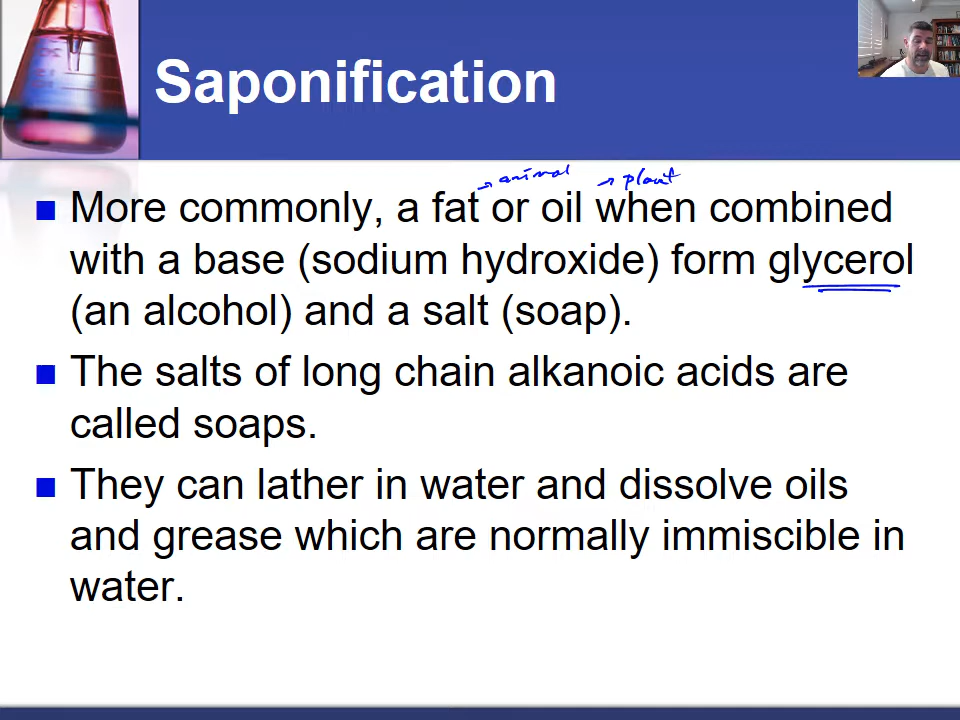 Saponification
→ animal → plant
More commonly, a fat or oil when combined
with a base (sodium hydroxide) form glycerol
(an alcohol) and a salt (soap).
The salts of long chain alkanoic acids are
called soaps.
They can lather in water and dissolve oils
and grease which are normally immiscible in
water.